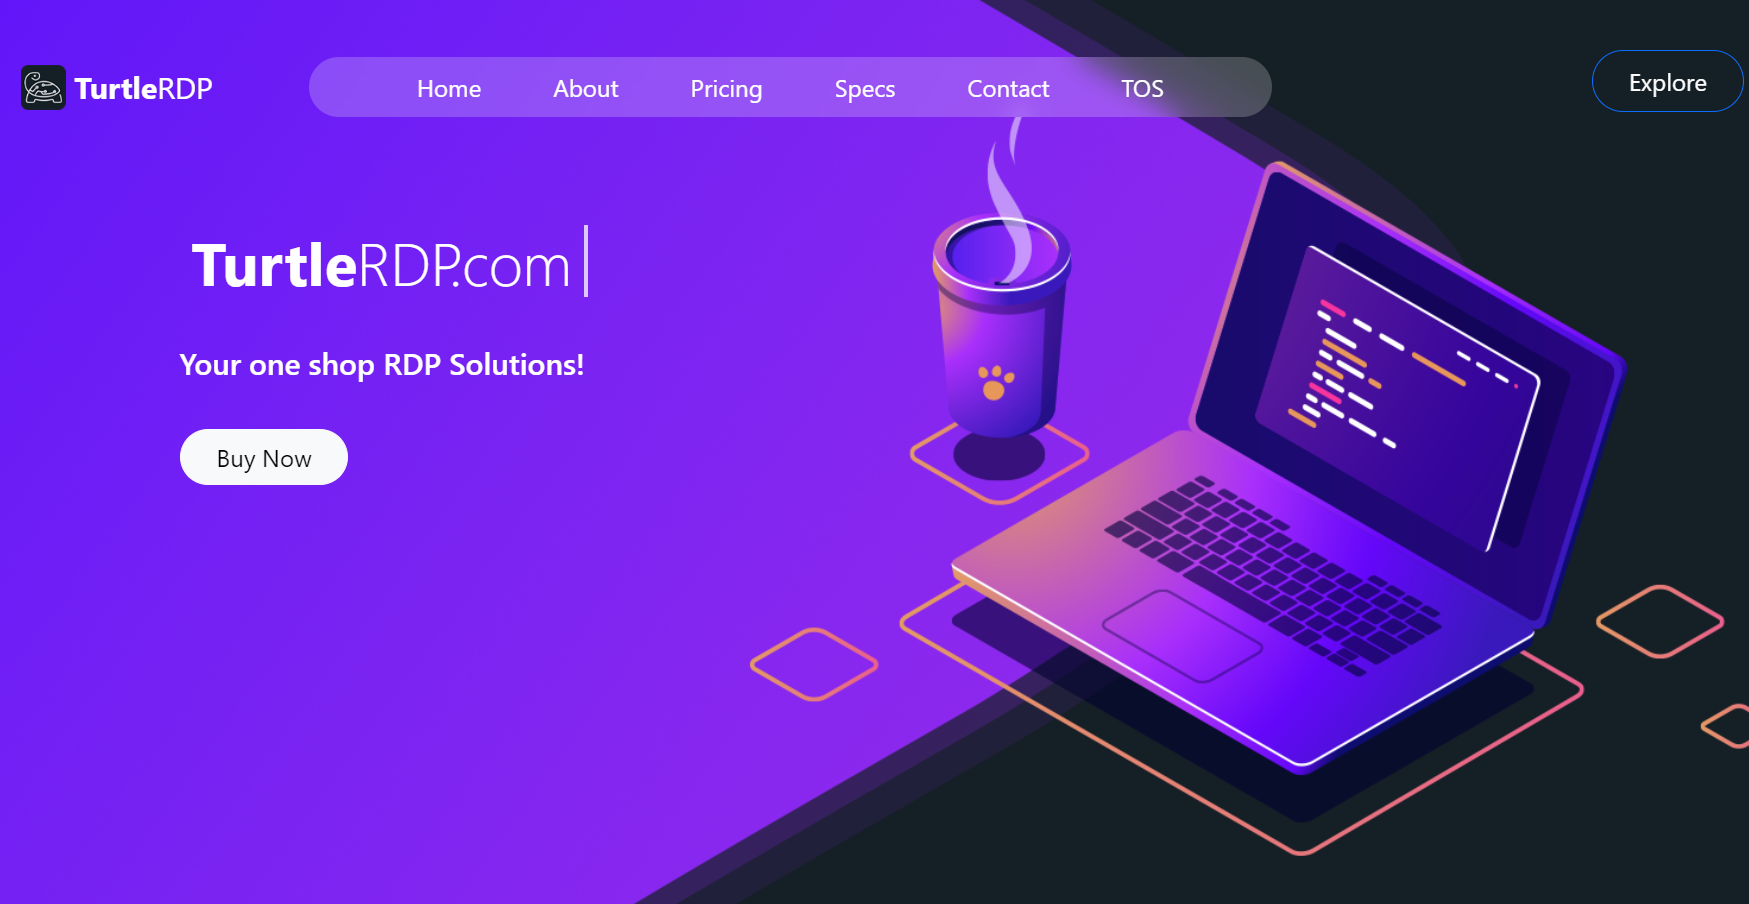 TurtleRDP
Home About Pricing Specs Contact TOS
Explore
TurtleRDP.com
Your one shop RDP Solutions!
Buy Now